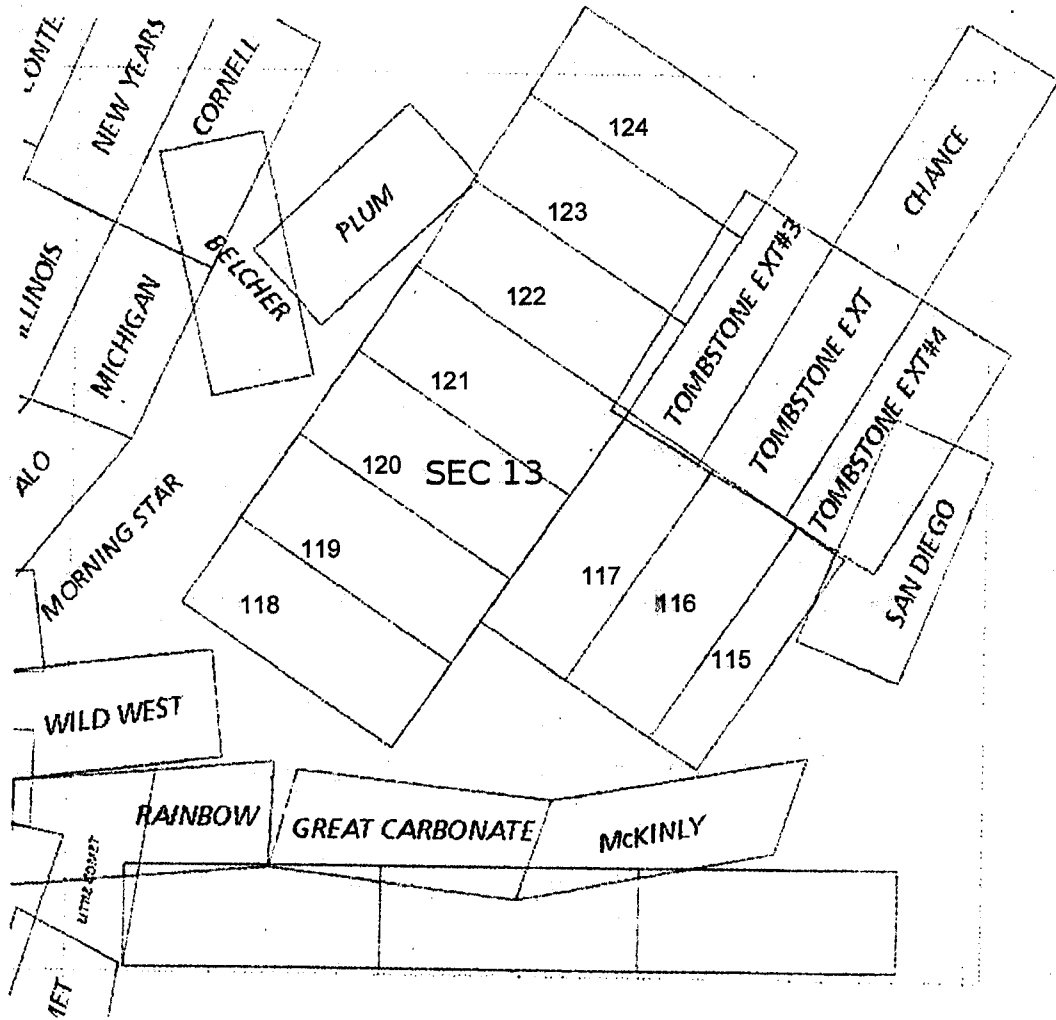 NEW YEARS
CORNELL
124
CHANCE
PLUM
123
BELCHER
TOMBSTONE EXT#3
122
MICHIGAN
TOMBSTONE EXT
121
TOMBSTONE EXT#4
120
SEC 13
ALO
MORNING STAR
119
117
SAN DIEGO
118
116
115
WILD WEST
RAINBOW
GREAT CARBONATE
McKINLY